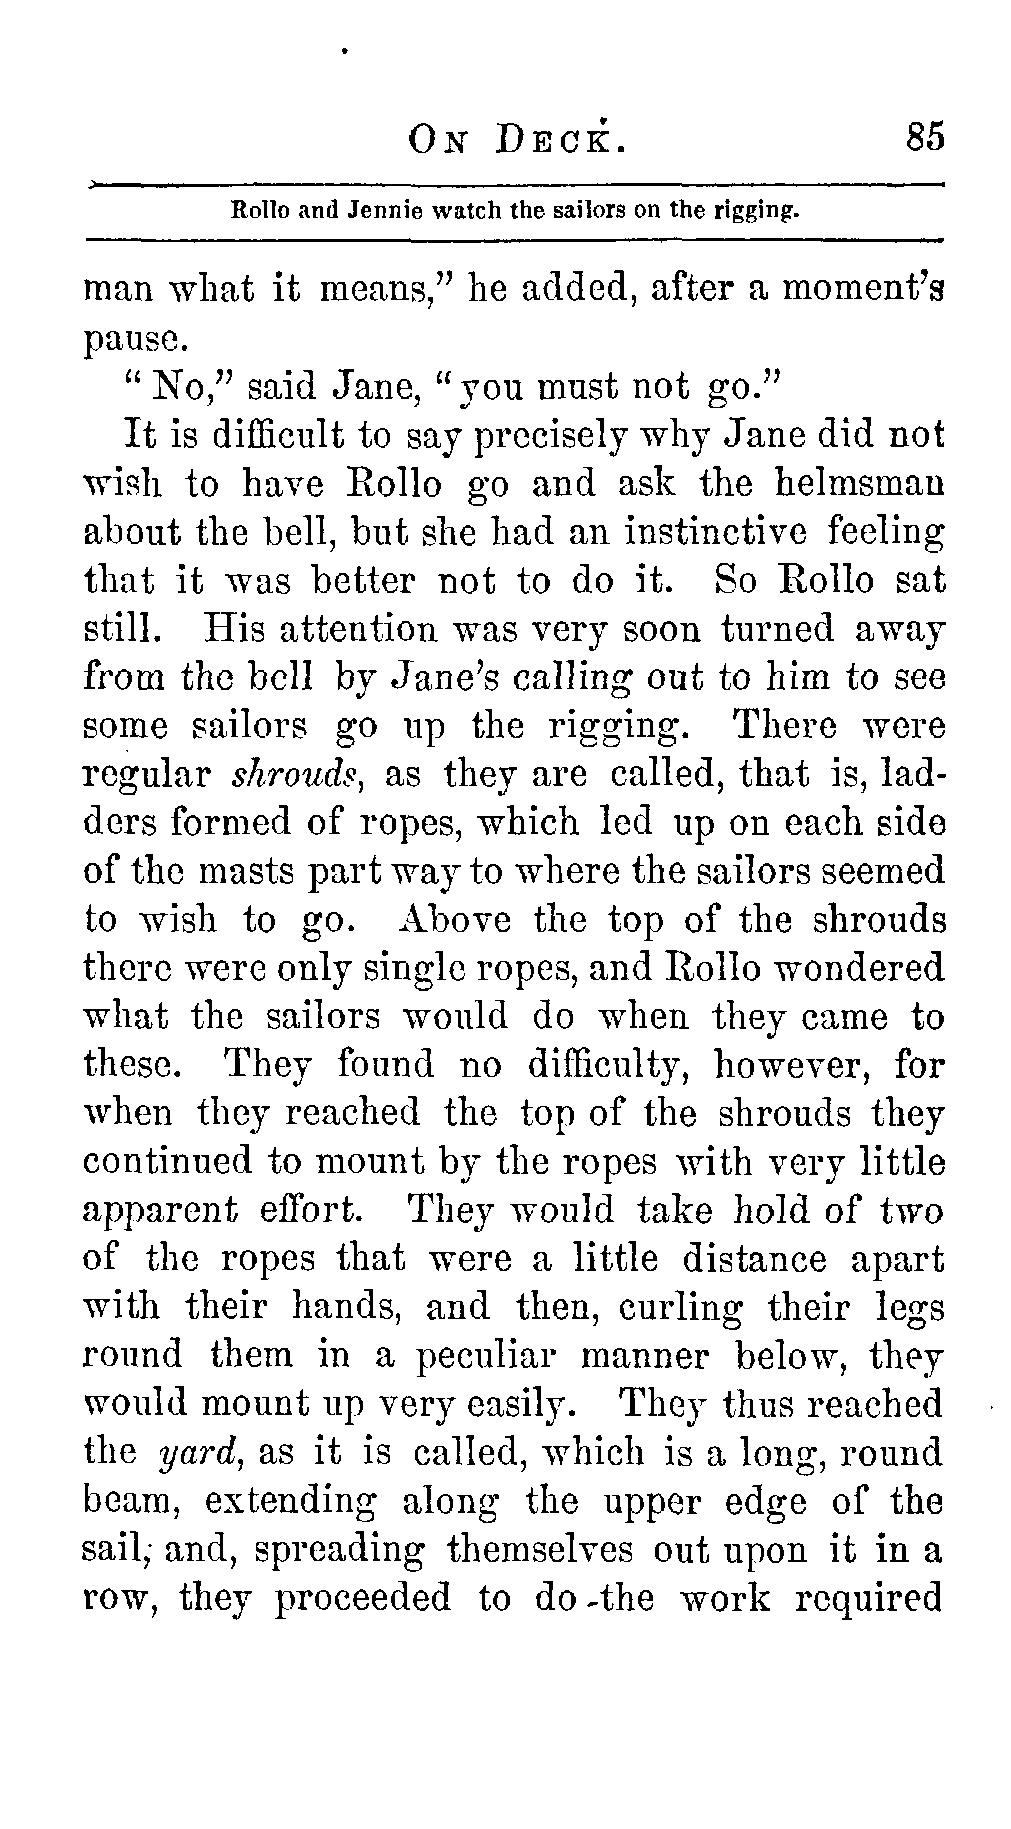 ON DECK. 85
Rollo and Jennie watch the sailors on the rigging.
man what it means,” he added, after a moment’s
pause.
“No,” said Jane, “you must not go.”
It is difficult to say precisely why Jane did not
wish to have Rollo go and ask the helmsman
about the bell, but she had an instinctive feeling
that it was better not to do it. So Rollo sat
still. His attention was very soon turned away
from the bell by Jane’s calling out to him to see
some sailors go up the rigging. There were
regular shrouds, as they are called, that is, lad-
ders formed of ropes, which led up on each side
of the masts part way to where the sailors seemed
to wish to go. Above the top of the shrouds
there were only single ropes, and Rollo wondered
what the sailors would do when they came to
these. They found no difficulty, however, for
when they reached the top of the shrouds they
continued to mount by the ropes with very little
apparent effort. They would take hold of two
of the ropes that were a little distance apart
with their hands, and then, curling their legs
round them in a peculiar manner below, they
would mount up very easily. They thus reached
the yard, as it is called, which is a long, round
beam, extending along the upper edge of the
sail; and, spreading themselves out upon it in a
row, they proceeded to do the work required